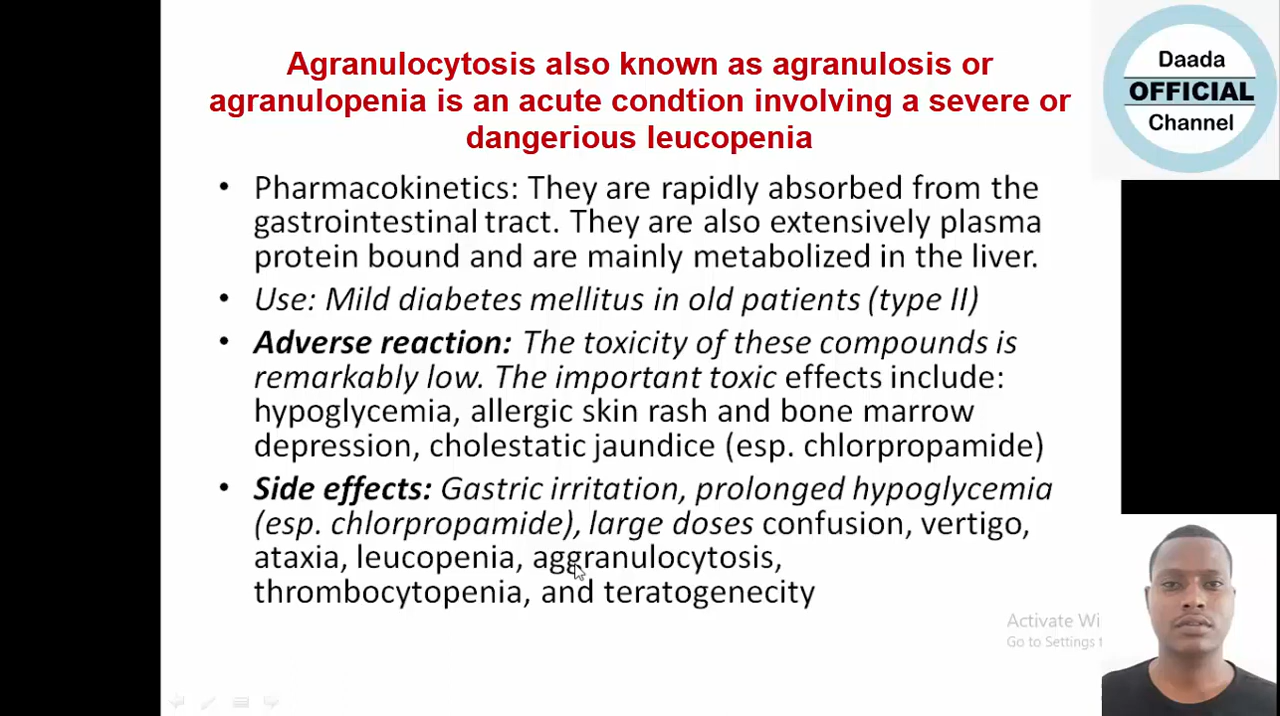 Agranulocytosis also known as agranulosis or
agranulopenia is an acute condtion involving a severe or
dangerious leucopenia
• Pharmacokinetics: They are rapidly absorbed from the
gastrointestinal tract. They are also extensively plasma
protein bound and are mainly metabolized in the liver.
• Use: Mild diabetes mellitus in old patients (type II)
• Adverse reaction: The toxicity of these compounds is
remarkably low. The important toxic effects include:
hypoglycemia, allergic skin rash and bone marrow
depression, cholestatic jaundice (esp. chlorpropamide)
• Side effects: Gastric irritation, prolonged hypoglycemia
(esp. chlorpropamide), large doses confusion, vertigo,
ataxia, leucopenia, aggranulocytosis,
thrombocytopenia, and teratogenecity
Daada
OFFICIAL
Channel
Activate Wi
Go to Settings t